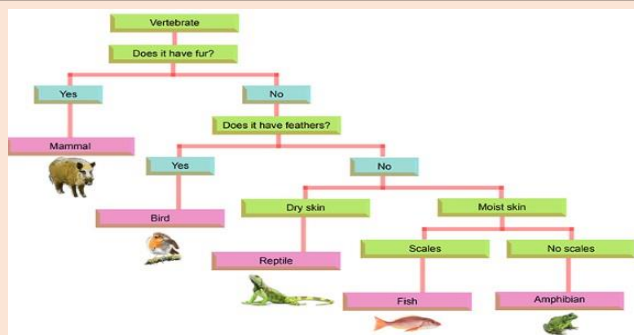 Vertebrate
Does it have fur?
Yes
No
Does it have feathers?
Mammal
Yes
No
Dry skin
Moist skin
Bird
Scales
No scales
Reptile
Fish
Amphibian